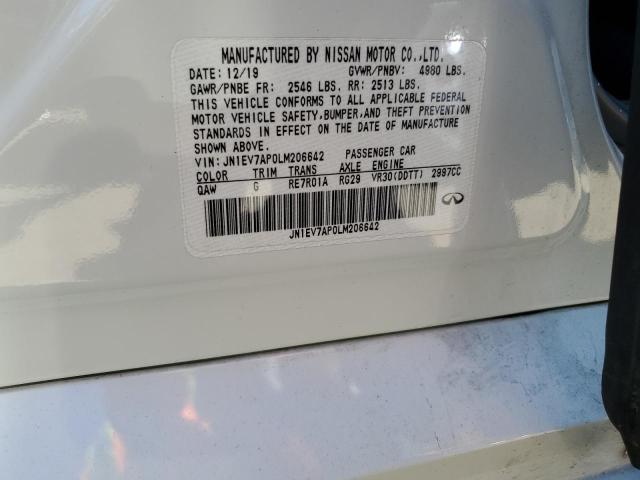 MANUFACTURED BY NISSAN MOTOR CO.,LTD.
DATE: 12/19 GVWR/PNBV: 4980 LBS.
GAWR/PNBE FR: 2546 LBS. RR: 2513 LBS.
THIS VEHICLE CONFORMS TO ALL APPLICABLE FEDERAL
MOTOR VEHICLE SAFETY, BUMPER, AND THEFT PREVENTION
STANDARDS IN EFFECT ON THE DATE OF MANUFACTURE
SHOWN ABOVE.
VIN: JN1EV7AP0LM206642 PASSENGER CAR
COLOR TRIM TRANS AXLE ENGINE
QAW G RE7R01A RG29 VR30(DDTT) 2997CC
JN1EV7AP0LM206642